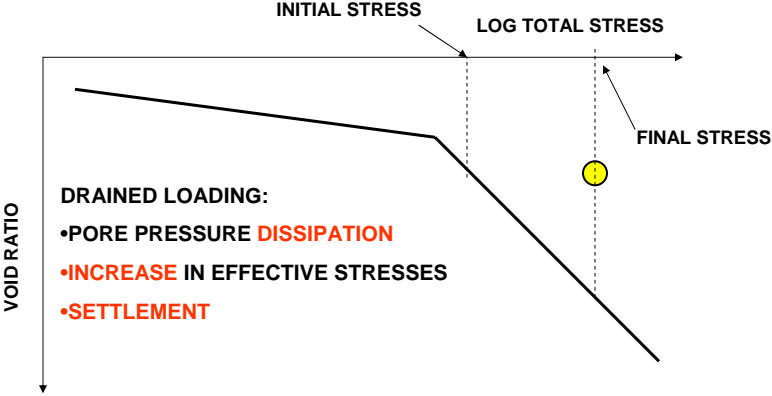 INITIAL STRESS
LOG TOTAL STRESS
FINAL STRESS
VOID RATIO
DRAINED LOADING:
•PORE PRESSURE DISSIPATION
•INCREASE IN EFFECTIVE STRESSES
•SETTLEMENT